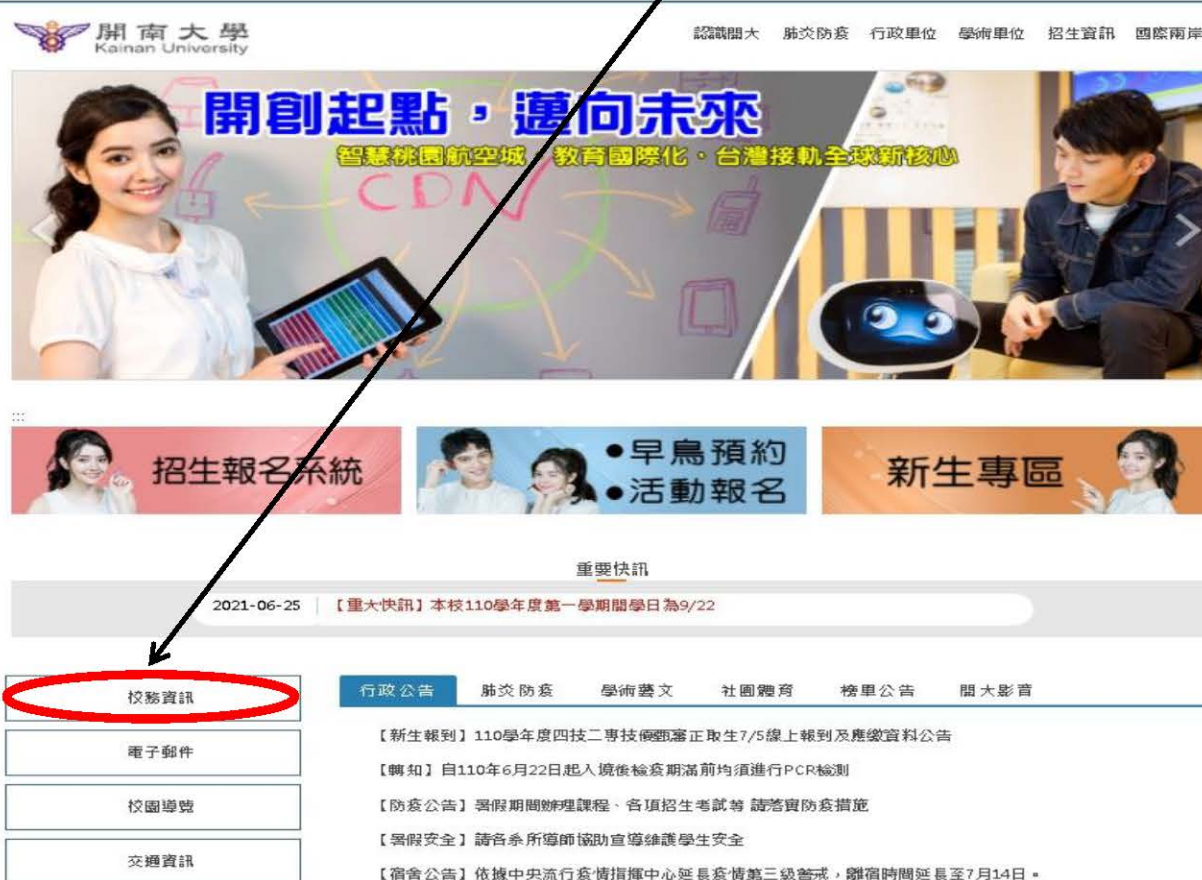 開南大學
Kainan University
認識開大 肺炎防疫 行政單位 學術單位 招生資訊 國際兩岸
開創起點，邁向未來
智慧桃園航空城、教育國際化、台灣接軌全球新核心
CDN
招生報名系統
●早鳥預約
●活動報名
新生專區
重要快訊
2021-06-25 【重大快訊】本校110學年度第一學期開學日為9/22
校務資訊
電子郵件
校園導覽
交通資訊
行政公告 肺炎防疫 學術藝文 社團體育 榜單公告 開大影音
【新生報到】110學年度四技二專技優甄審正取生7/5線上報到及應繳資料公告
【轉知】自110年6月22日起入境後檢疫期滿前均須進行PCR檢測
【防疫公告】暑假期間辦理課程、各項招生考試等 請落實防疫措施
【暑假安全】請各系所導師協助宣導維護學生安全
【宿舍公告】依據中央流行疫情指揮中心延長疫情第三級警戒，離宿時間延長至7月14日。